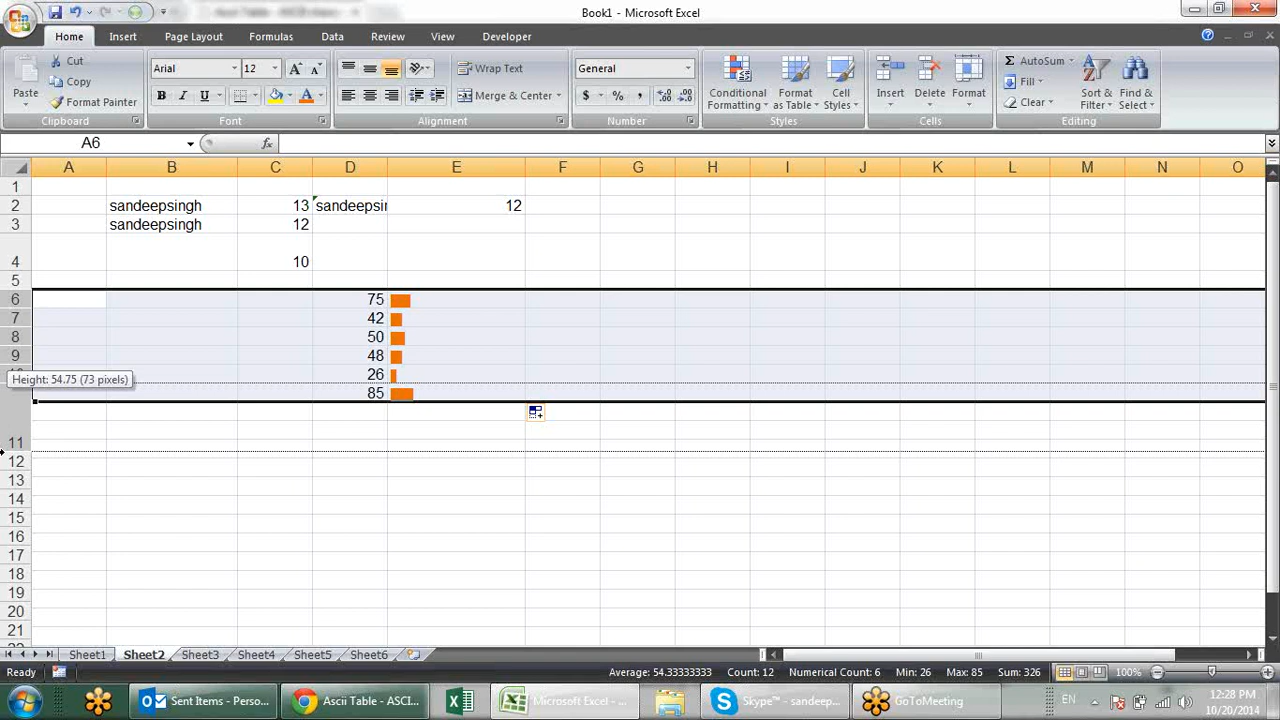 Book1 - Microsoft Excel
Home Insert Page Layout Formulas Data Review View Developer
Cut
Copy
Format Painter
Paste
Clipboard
Arial 12
B I U
Font
Wrap Text
Merge & Center
Alignment
General
$ % ,
Number
Conditional Formatting
Format as Table
Cell Styles
Styles
Insert Delete Format
Cells
Σ AutoSum
Fill
Clear
Sort & Filter
Find & Select
Editing
A6 fx
A B C D E F G H I J K L M N O
1
2 sandeepsingh 13 sandeepsin 12
3 sandeepsingh 12
4 10
5
6 75
7 42
8 50
9 48
10 26
Height: 54.75 (73 pixels)
85
11
12
13
14
15
16
17
18
19
20
21
22
Sheet1 Sheet2 Sheet3 Sheet4 Sheet5 Sheet6
Ready Average: 54.33333333 Count: 12 Numerical Count: 6 Min: 26 Max: 85 Sum: 326 100%
Sent Items - Perso... Ascii Table - ASCI... Microsoft Excel - ... Skype™ - sandeep... GoToMeeting EN 12:28 PM
10/20/2014